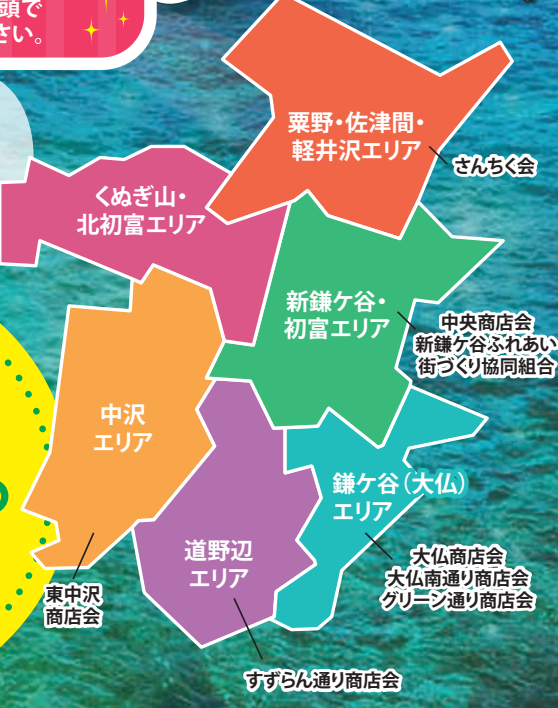 頭で
さい。
粟野・佐津間・
軽井沢エリア
さんちく会
くぬぎ山・
北初富エリア
新鎌ケ谷・
初富エリア
中央商店会
新鎌ケ谷ふれあい
街づくり協同組合
中沢
エリア
鎌ケ谷（大仏）
エリア
道野辺
エリア
大仏商店会
大仏南通り商店会
グリーン通り商店会
東中沢
商店会
すずらん通り商店会